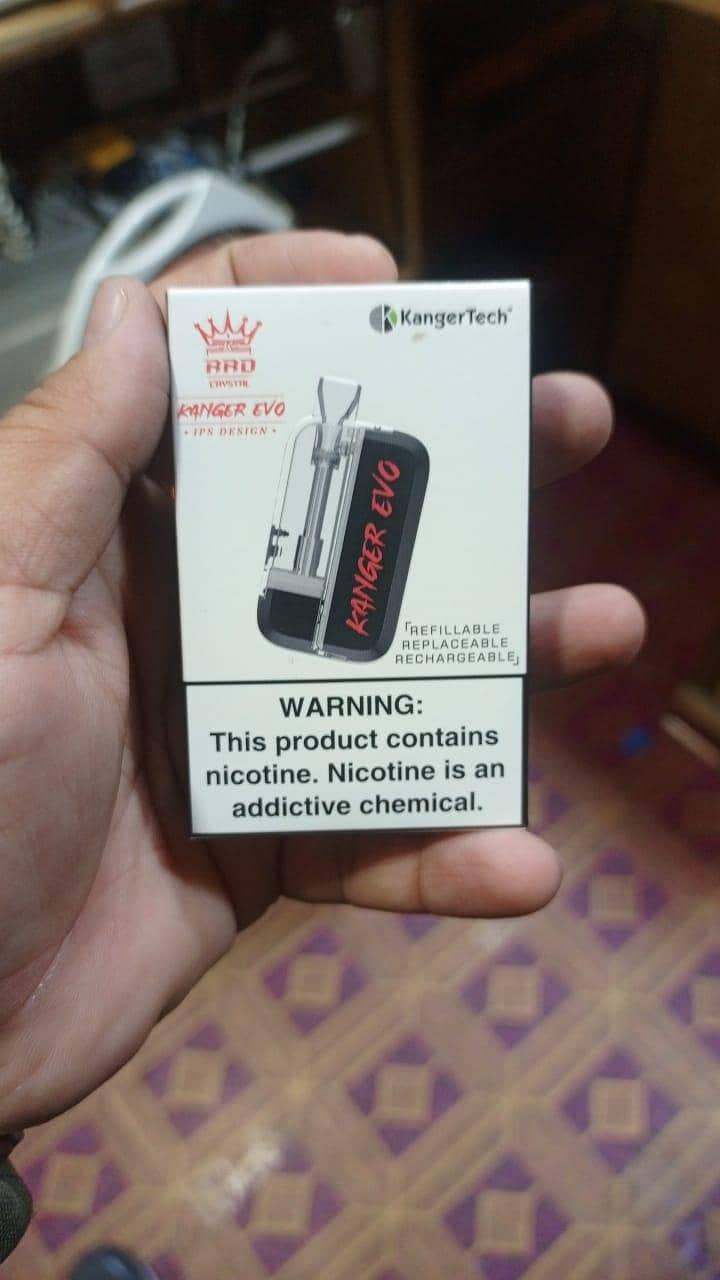 KangerTech
CRYSTAL
KANGER EVO
• IPS DESIGN •
KANGER EVO
「REFILLABLE
REPLACEABLE
RECHARGEABLE」
WARNING:
This product contains
nicotine. Nicotine is an
addictive chemical.